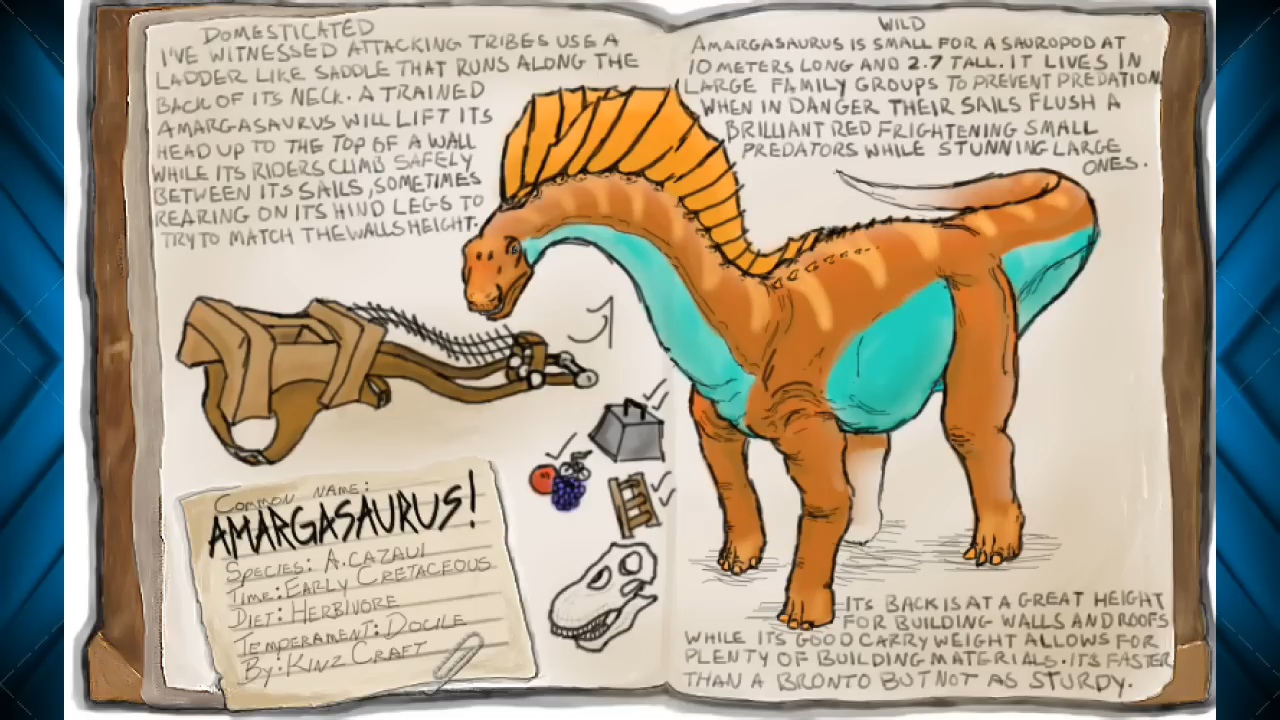 DOMESTICATED
I'VE WITNESSED ATTACKING TRIBES USE A
LADDER LIKE SADDLE THAT RUNS ALONG THE
BACK OF ITS NECK. A TRAINED
AMARGASAURUS WILL LIFT ITS
HEAD UP TO THE TOP OF A WALL
WHILE ITS RIDERS CLIMB SAFELY
BETWEEN ITS SAILS, SOMETIMES
REARING ON ITS HIND LEGS TO
TRY TO MATCH THE WALLS HEIGHT.
COMMON NAME:
AMARGASAURUS!
SPECIES: A. CAZAUI
TIME: EARLY CRETACEOUS
DIET: HERBIVORE
TEMPERAMENT: DOCILE
BY: KINZ CRAFT
WILD
AMARGASAURUS IS SMALL FOR A SAUROPOD AT
10 METERS LONG AND 2.7 TALL. IT LIVES IN
LARGE FAMILY GROUPS TO PREVENT PREDATION.
WHEN IN DANGER THEIR SAILS FLUSH A
BRILLIANT RED FRIGHTENING SMALL
PREDATORS WHILE STUNNING LARGE
ONES.
ITS BACK IS AT A GREAT HEIGHT
FOR BUILDING WALLS AND ROOFS
WHILE ITS GOOD CARRY WEIGHT ALLOWS FOR
PLENTY OF BUILDING MATERIALS. ITS FASTER
THAN A BRONTO BUT NOT AS STURDY.